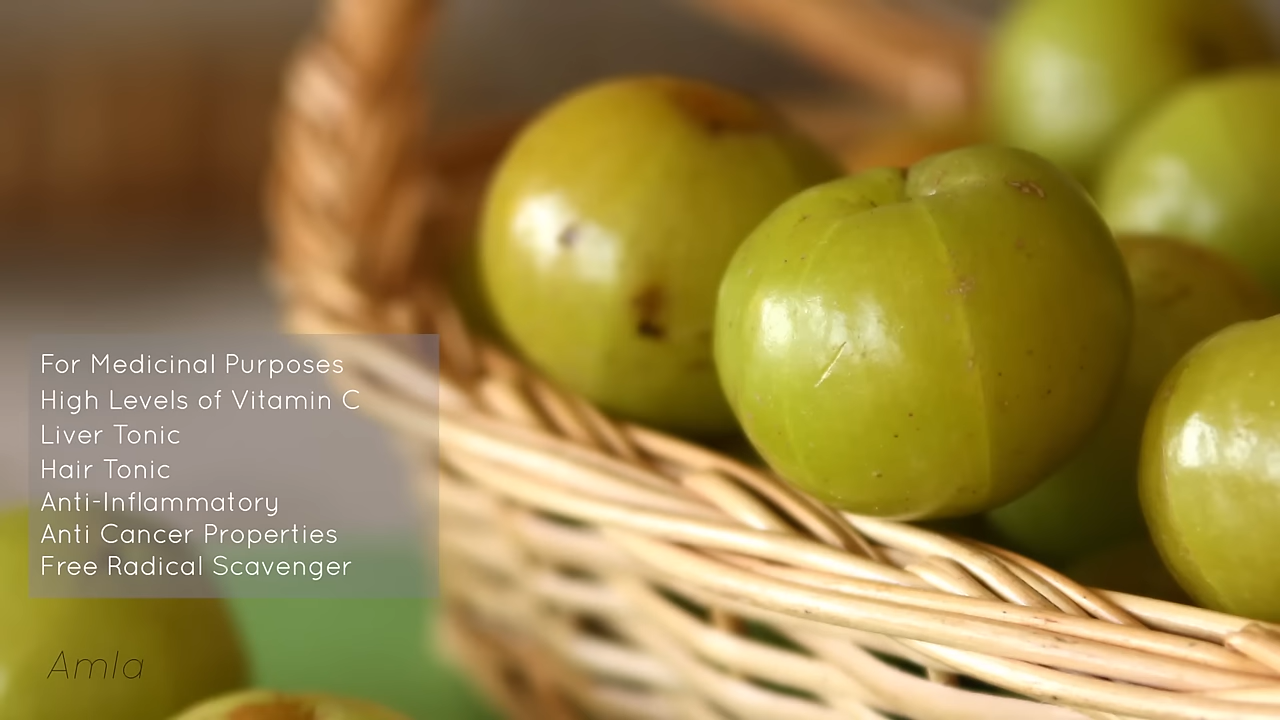 For Medicinal Purposes
High Levels of Vitamin C
Liver Tonic
Hair Tonic
Anti-Inflammatory
Anti Cancer Properties
Free Radical Scavenger
Amla